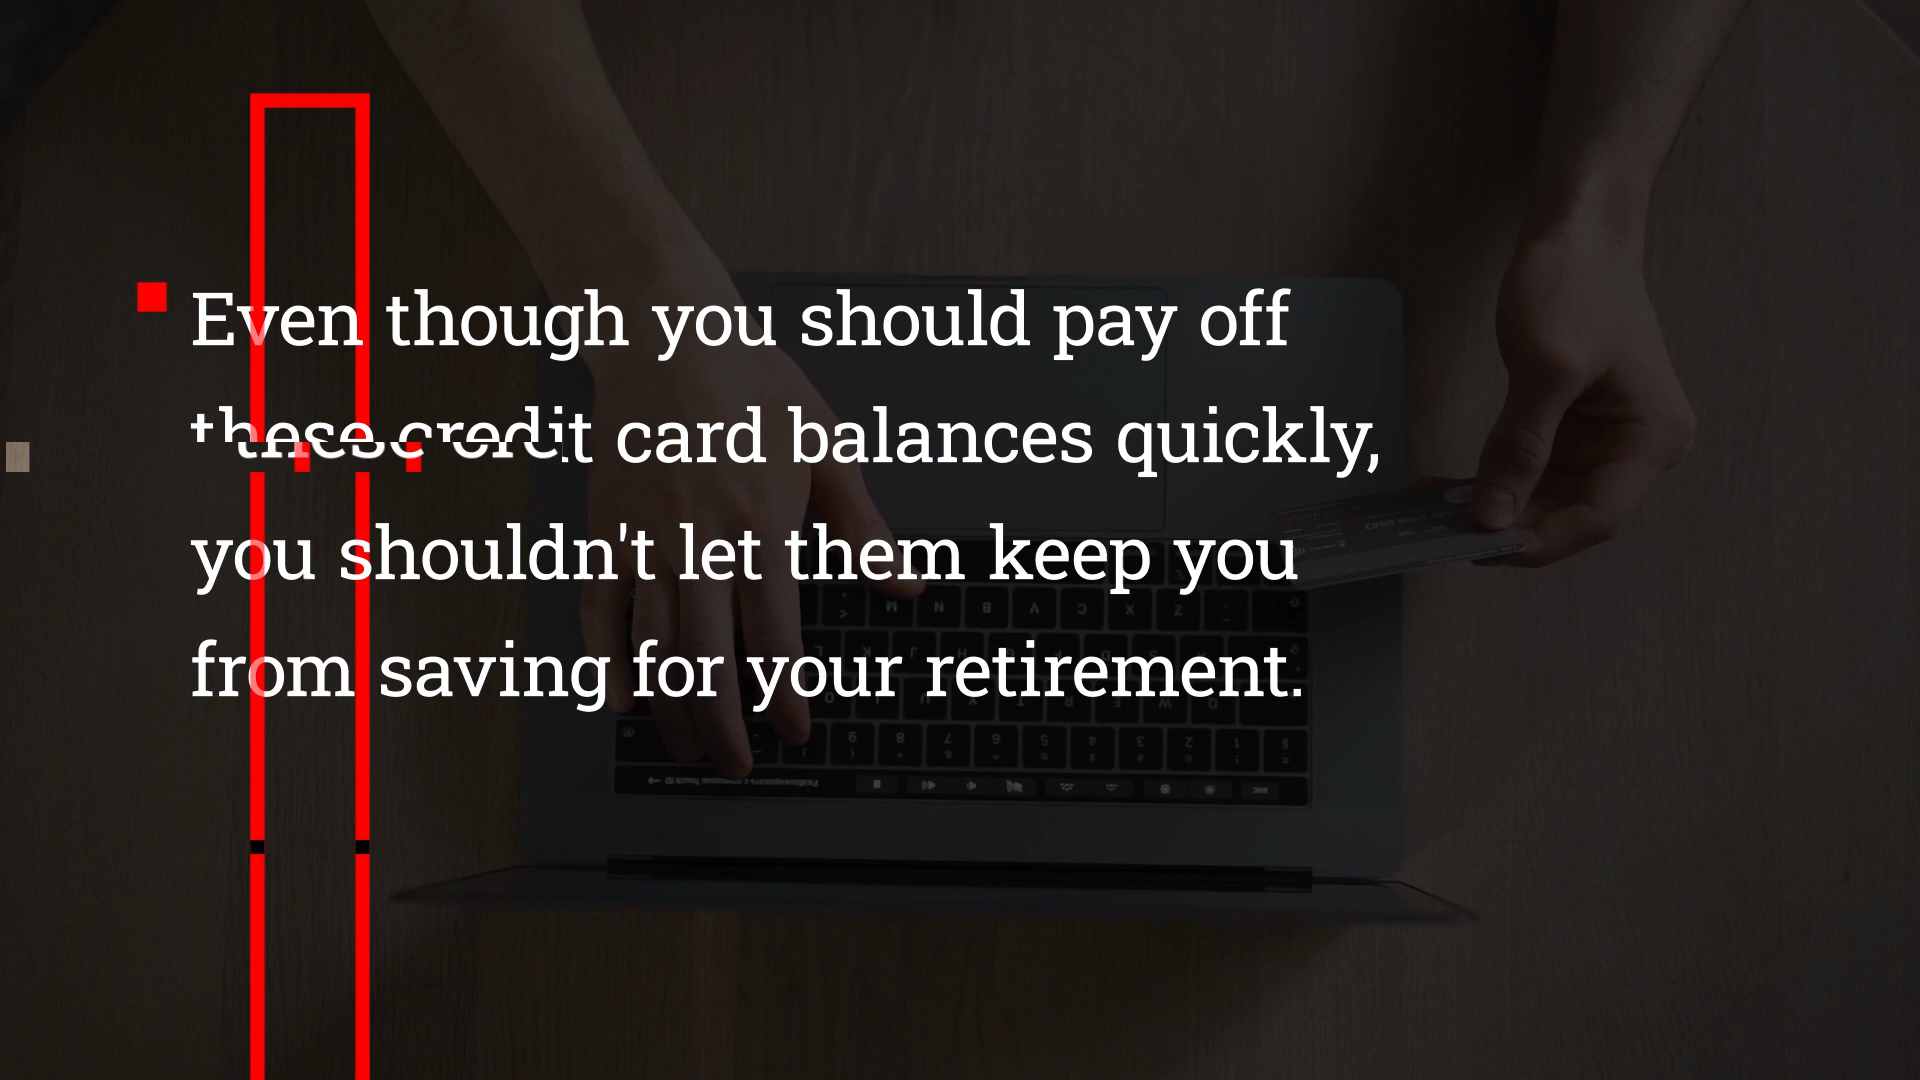 Even though you should pay off
these credit card balances quickly,
you shouldn't let them keep you
from saving for your retirement.